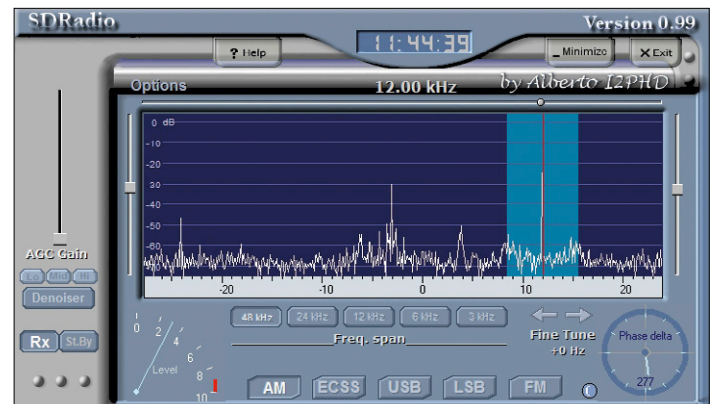 SDRadio
Version 0.99
? Help
11:44:39
_ Minimize
X Exit
Options
12.00 kHz
by Alberto I2PHD
0 dB
-10
-20
-30
-40
-50
-60
-20
-10
0
10
20
AGC Gain
Lo Mid Hi
Denoiser
Rx St.By
48 kHz 24 kHz 12 kHz 6 kHz 3 kHz
Freq. span
Fine Tune
+0 Hz
Phase delta
277
0 2 4 6 8 10
Level
AM ECSS USB LSB FM